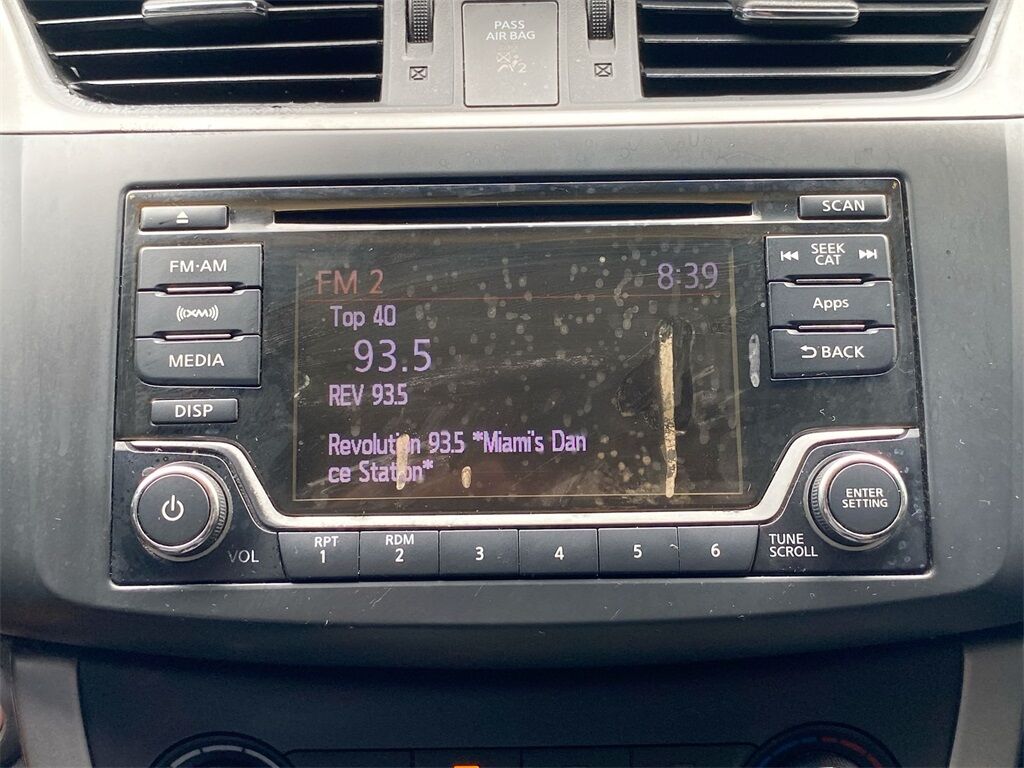 PASS
AIR BAG
2
SCAN
FM·AM
SEEK
CAT
((XM))
Apps
MEDIA
BACK
DISP
FM 2
8:39
Top 40
93.5
REV 93.5
Revolution 93.5 *Miami's Dan
ce Station*
ENTER
SETTING
VOL
RPT
1
RDM
2
3
4
5
6
TUNE
SCROLL